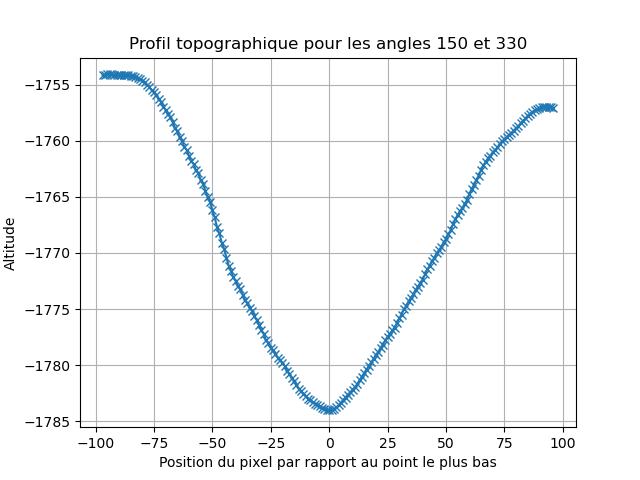 Profil topographique pour les angles 150 et 330
−1755
−1760
−1765
−1770
−1775
−1780
−1785
Altitude
−100 −75 −50 −25 0 25 50 75 100
Position du pixel par rapport au point le plus bas